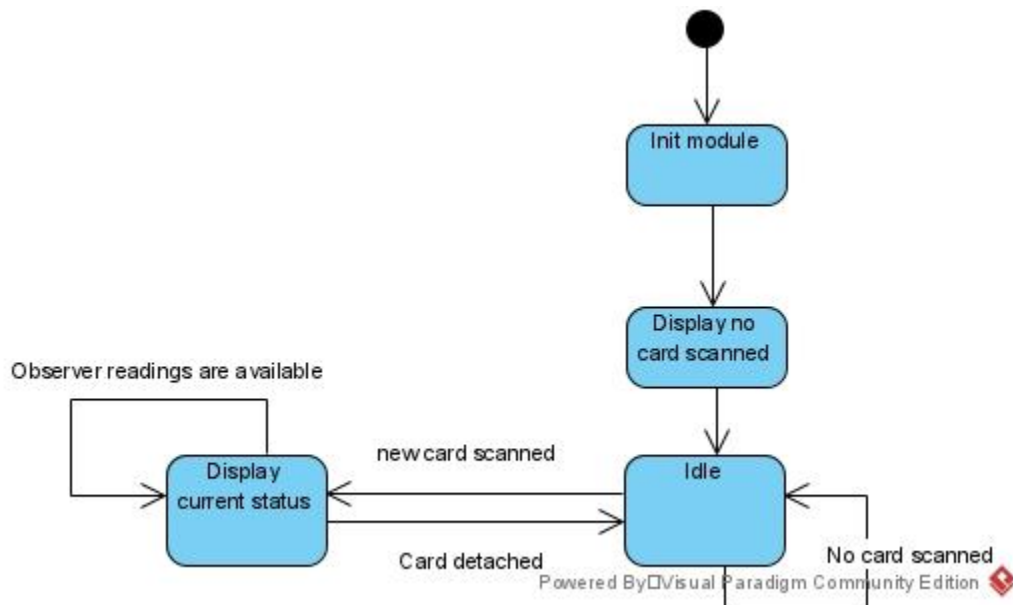 Init module
Display no
card scanned
Observer readings are available
new card scanned
Display
current status
Idle
Card detached
No card scanned
Powered By□Visual Paradigm Community Edition